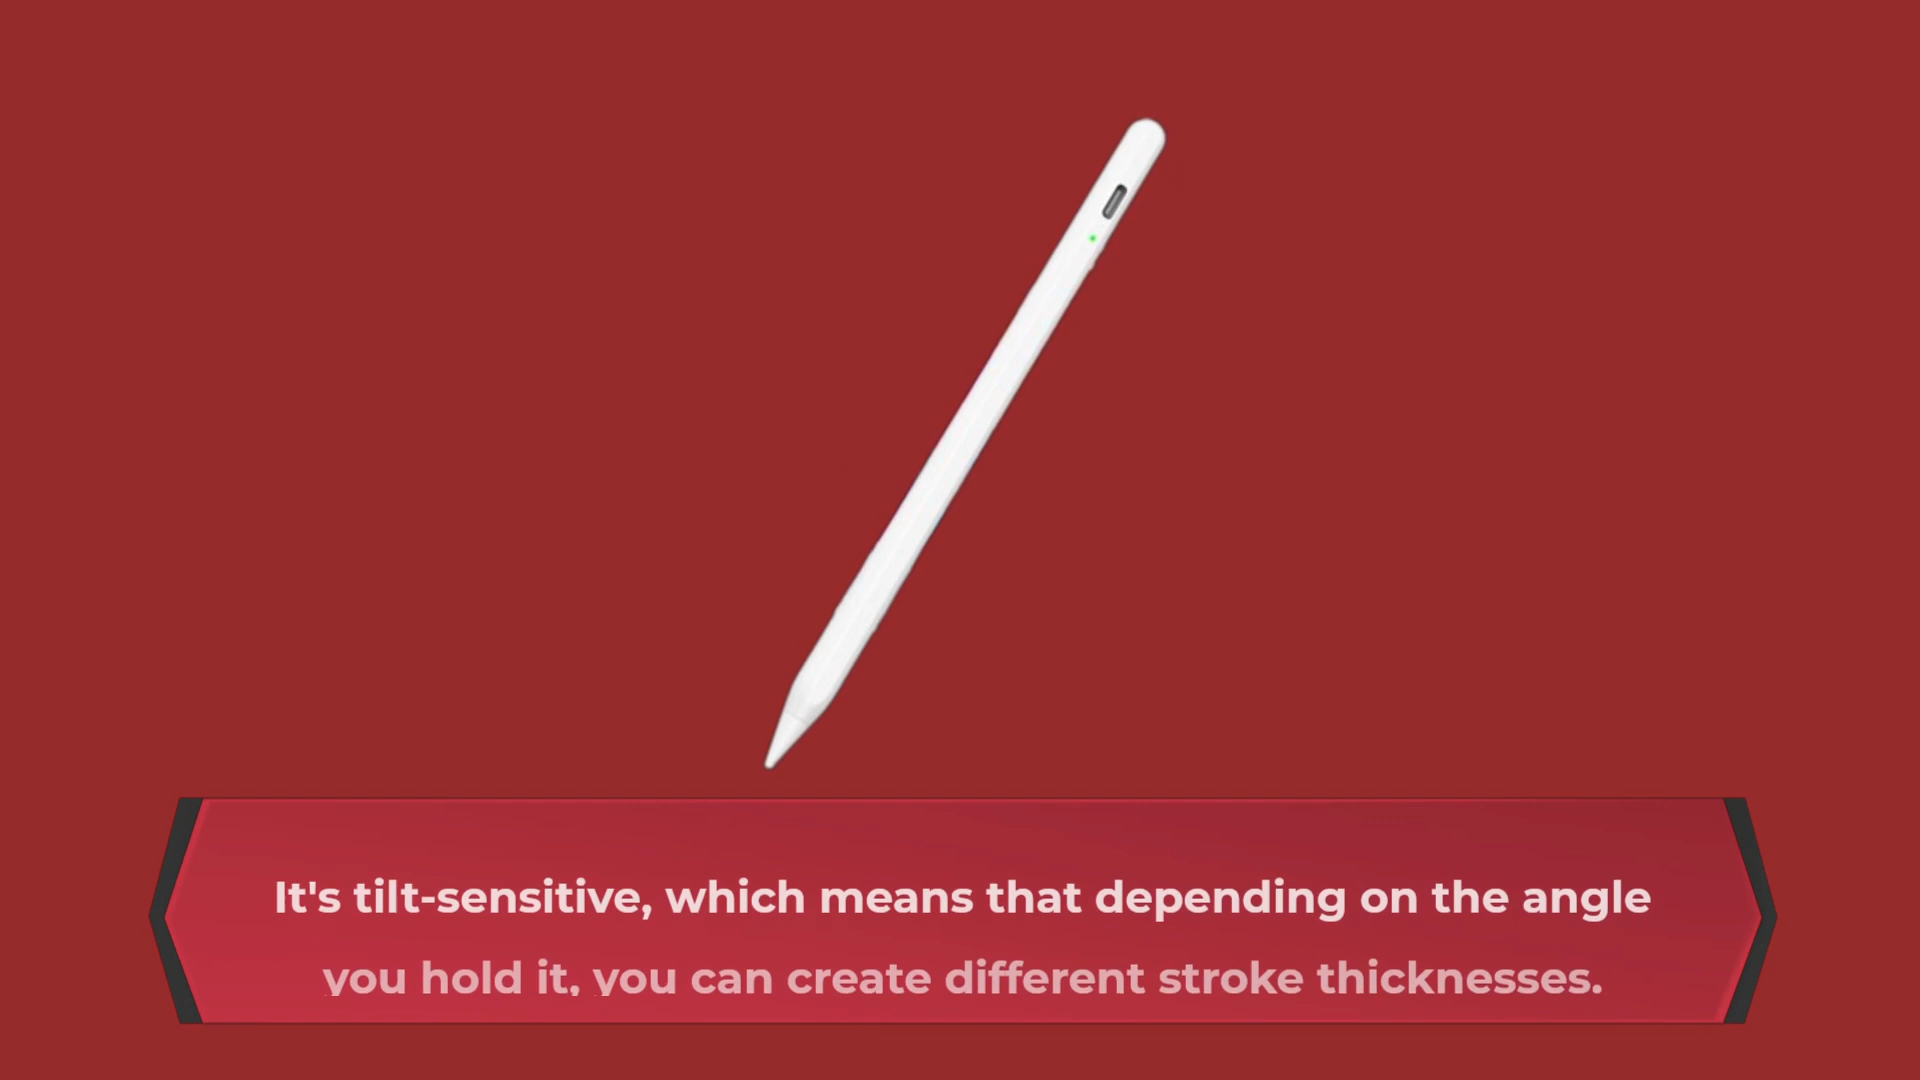 It's tilt-sensitive, which means that depending on the angle
you hold it, you can create different stroke thicknesses.